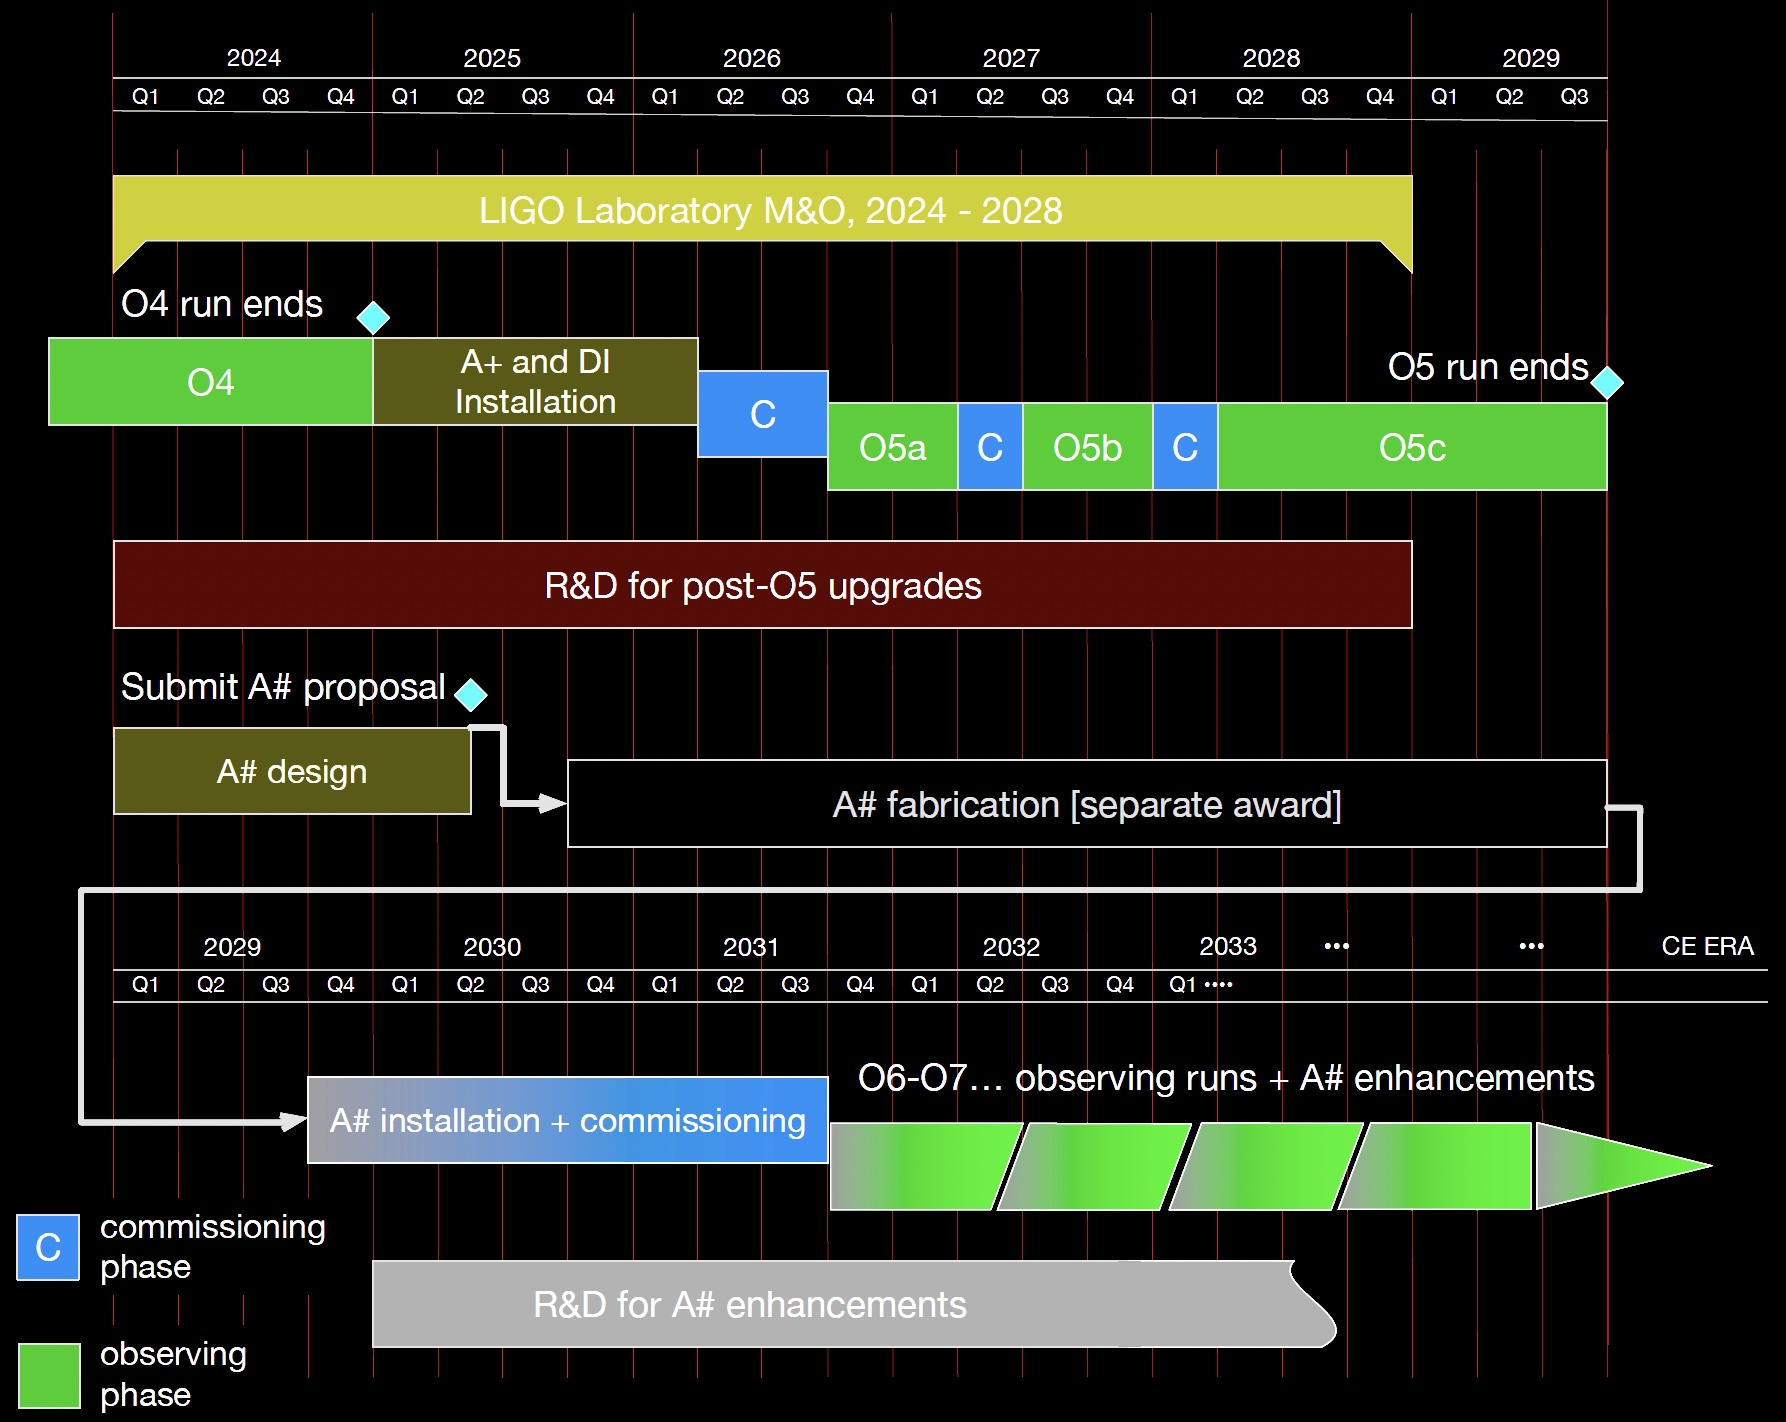 2024 2025 2026 2027 2028 2029
Q1 Q2 Q3 Q4 Q1 Q2 Q3 Q4 Q1 Q2 Q3 Q4 Q1 Q2 Q3 Q4 Q1 Q2 Q3 Q4 Q1 Q2 Q3
LIGO Laboratory M&O, 2024 - 2028
O4 run ends
O4
A+ and DI
Installation
C
O5 run ends
O5a
C
O5b
C
O5c
R&D for post-O5 upgrades
Submit A# proposal
A# design
A# fabrication [separate award]
2029 2030 2031 2032 2033 ••• ••• CE ERA
Q1 Q2 Q3 Q4 Q1 Q2 Q3 Q4 Q1 Q2 Q3 Q4 Q1 Q2 Q3 Q4 Q1 ••••
O6-O7... observing runs + A# enhancements
A# installation + commissioning
C
commissioning
phase
R&D for A# enhancements
observing
phase